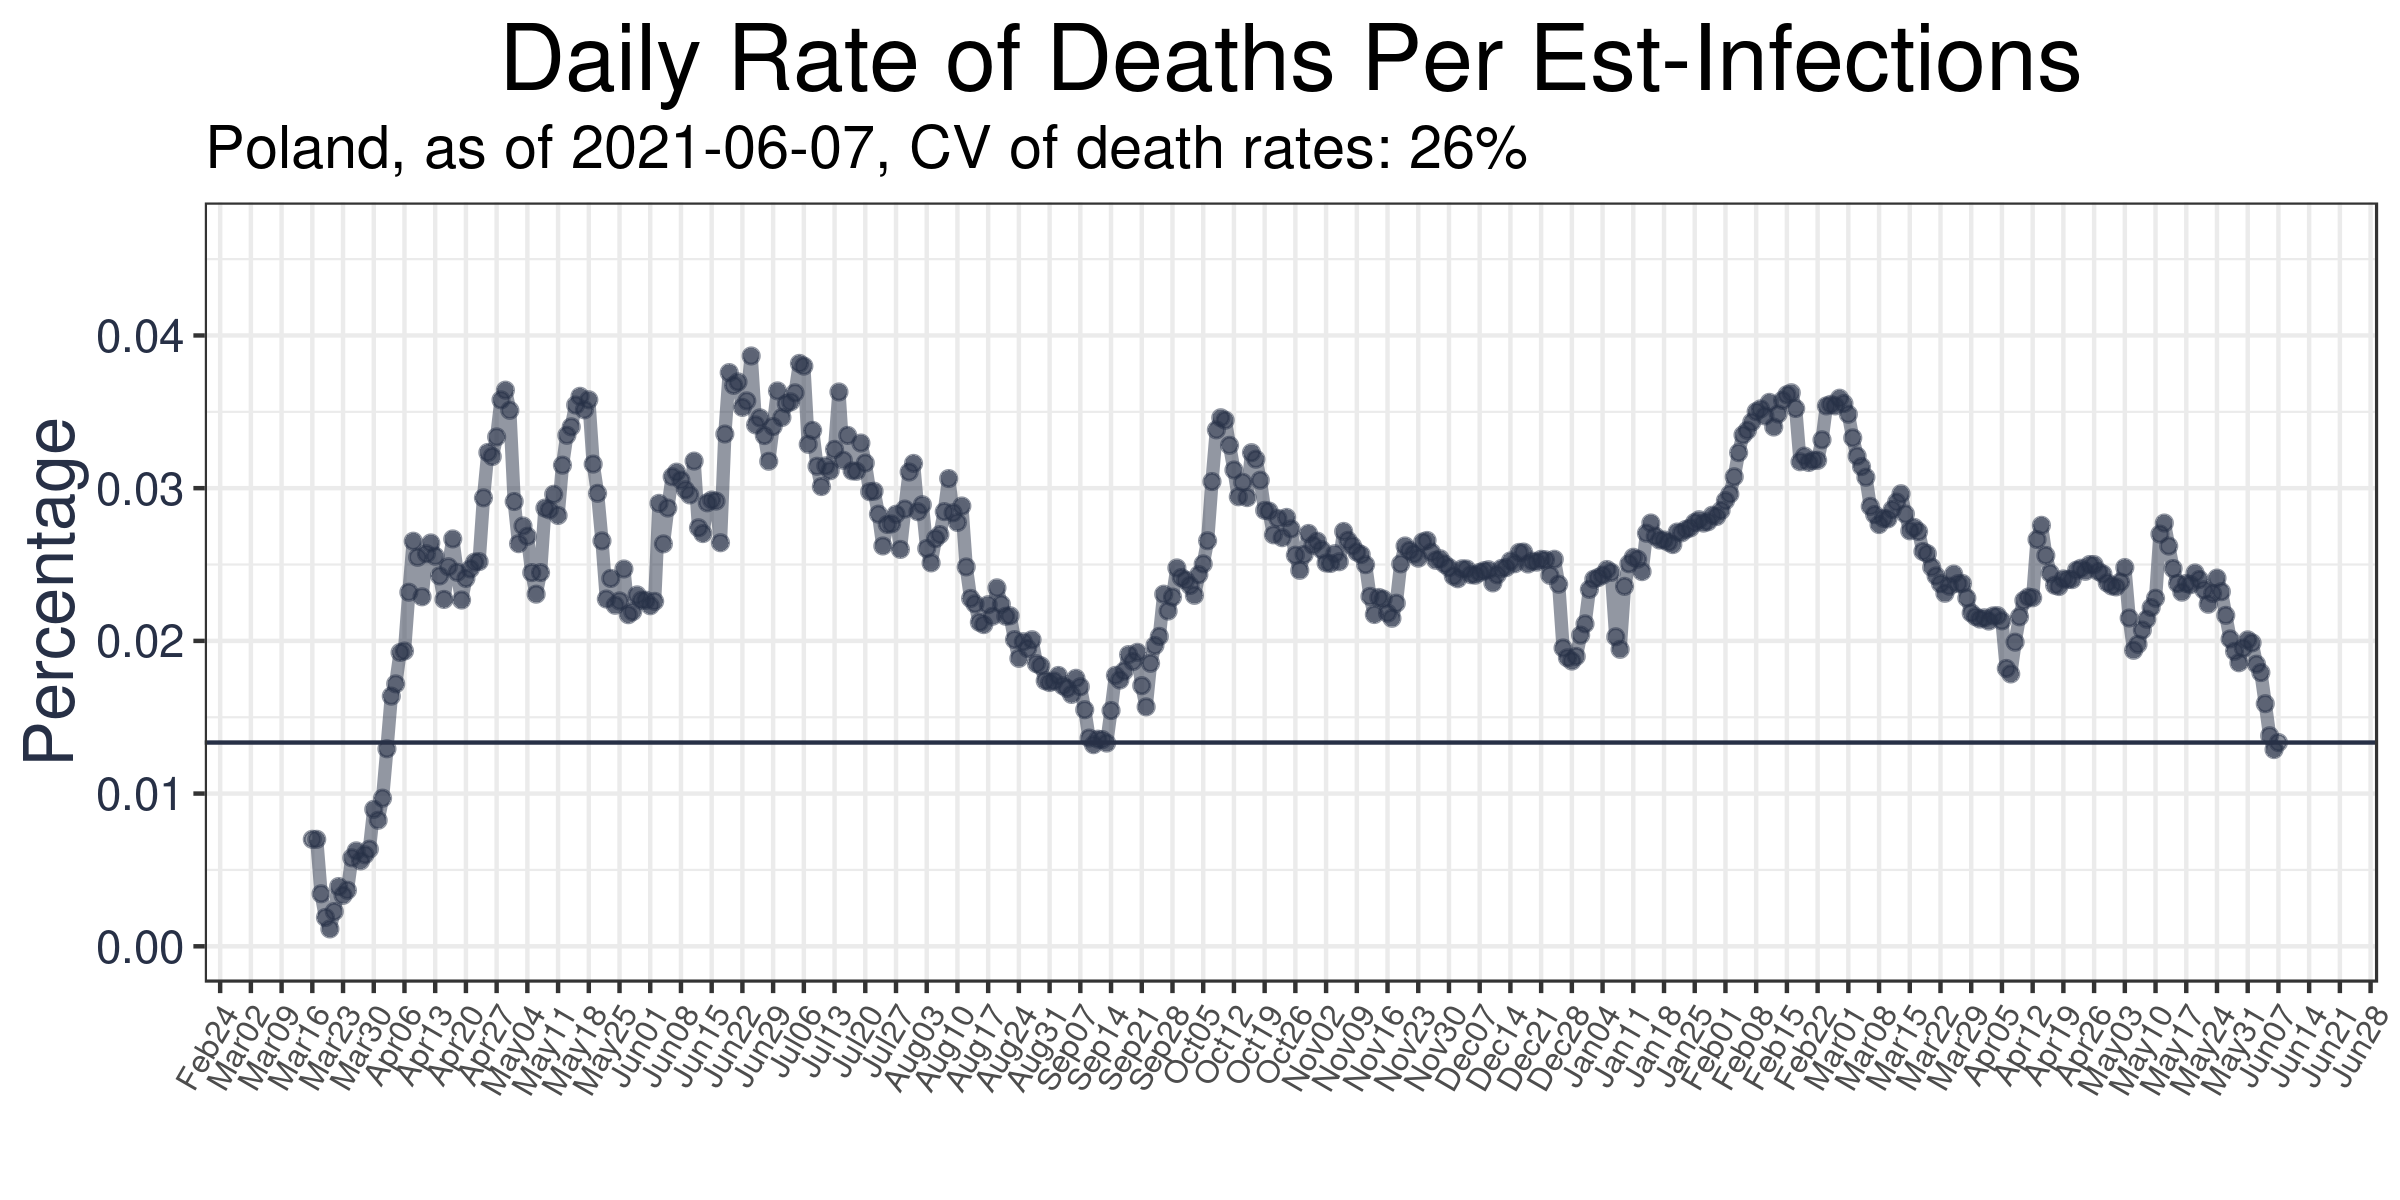 Daily Rate of Deaths Per Est-Infections
Poland, as of 2021-06-07, CV of death rates: 26%
Percentage
0.04
0.03
0.02
0.01
0.00
Feb24
Mar02
Mar09
Mar16
Mar23
Mar30
Apr06
Apr13
Apr20
Apr27
May04
May11
May18
May25
Jun01
Jun08
Jun15
Jun22
Jun29
Jul06
Jul13
Jul20
Jul27
Aug03
Aug10
Aug17
Aug24
Aug31
Sep07
Sep14
Sep21
Sep28
Oct05
Oct12
Oct19
Oct26
Nov02
Nov09
Nov16
Nov23
Nov30
Dec07
Dec14
Dec21
Dec28
Jan04
Jan11
Jan18
Jan25
Feb01
Feb08
Feb15
Feb22
Mar01
Mar08
Mar15
Mar22
Mar29
Apr05
Apr12
Apr19
Apr26
May03
May10
May17
May24
May31
Jun07
Jun14
Jun21
Jun28